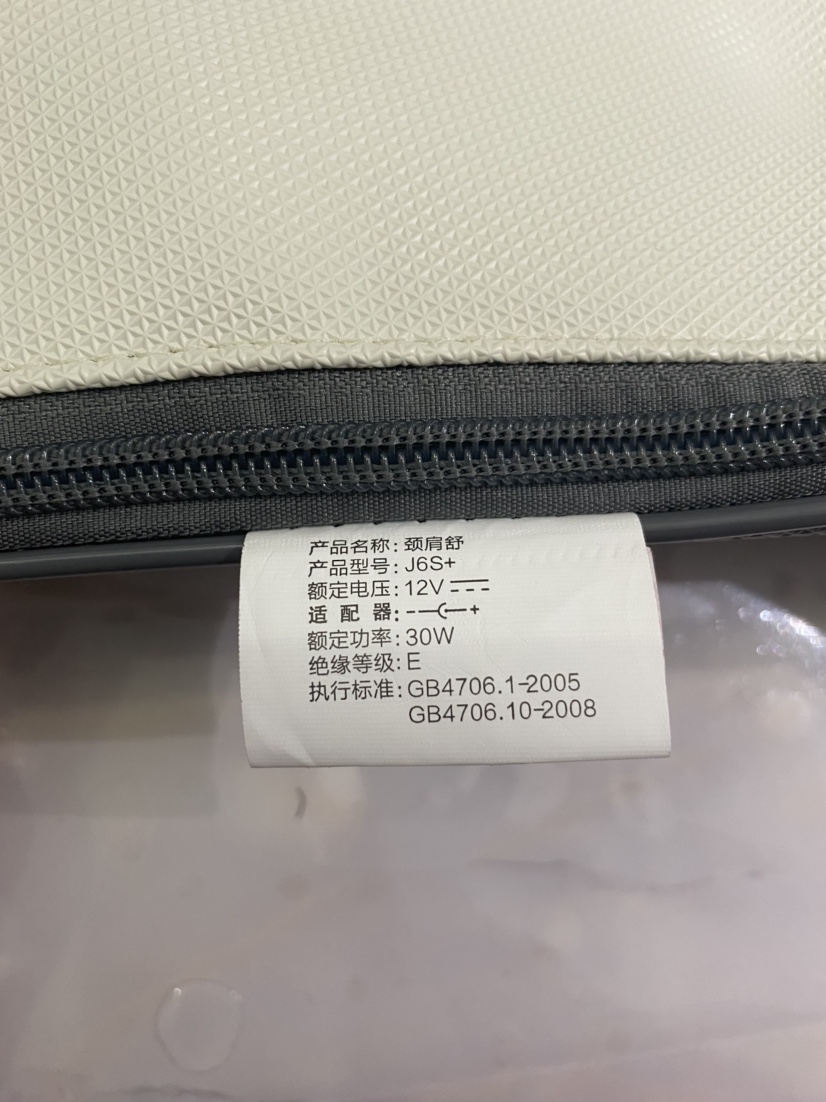 产品名称:颈肩舒
产品型号:J6S+
额定电压:12V
适配器:
额定功率:30W
绝缘等级:E
执行标准:GB4706.1-2005
GB4706.10-2008